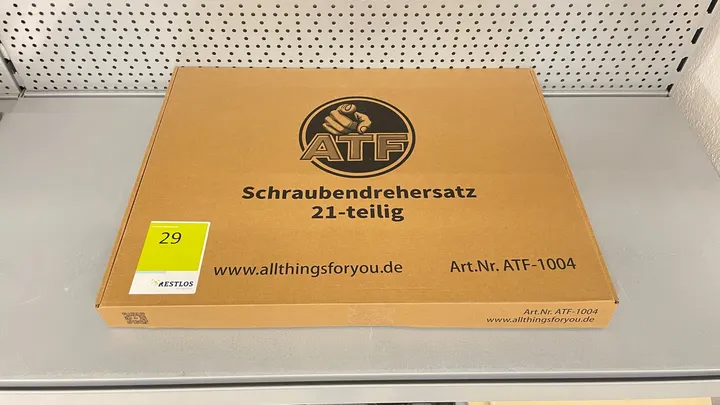 ATF
Schraubendrehersatz
21-teilig
29
RESTLOS
www.allthingsforyou.de Art.Nr. ATF-1004
Art.Nr. ATF-1004
www.allthingsforyou.de